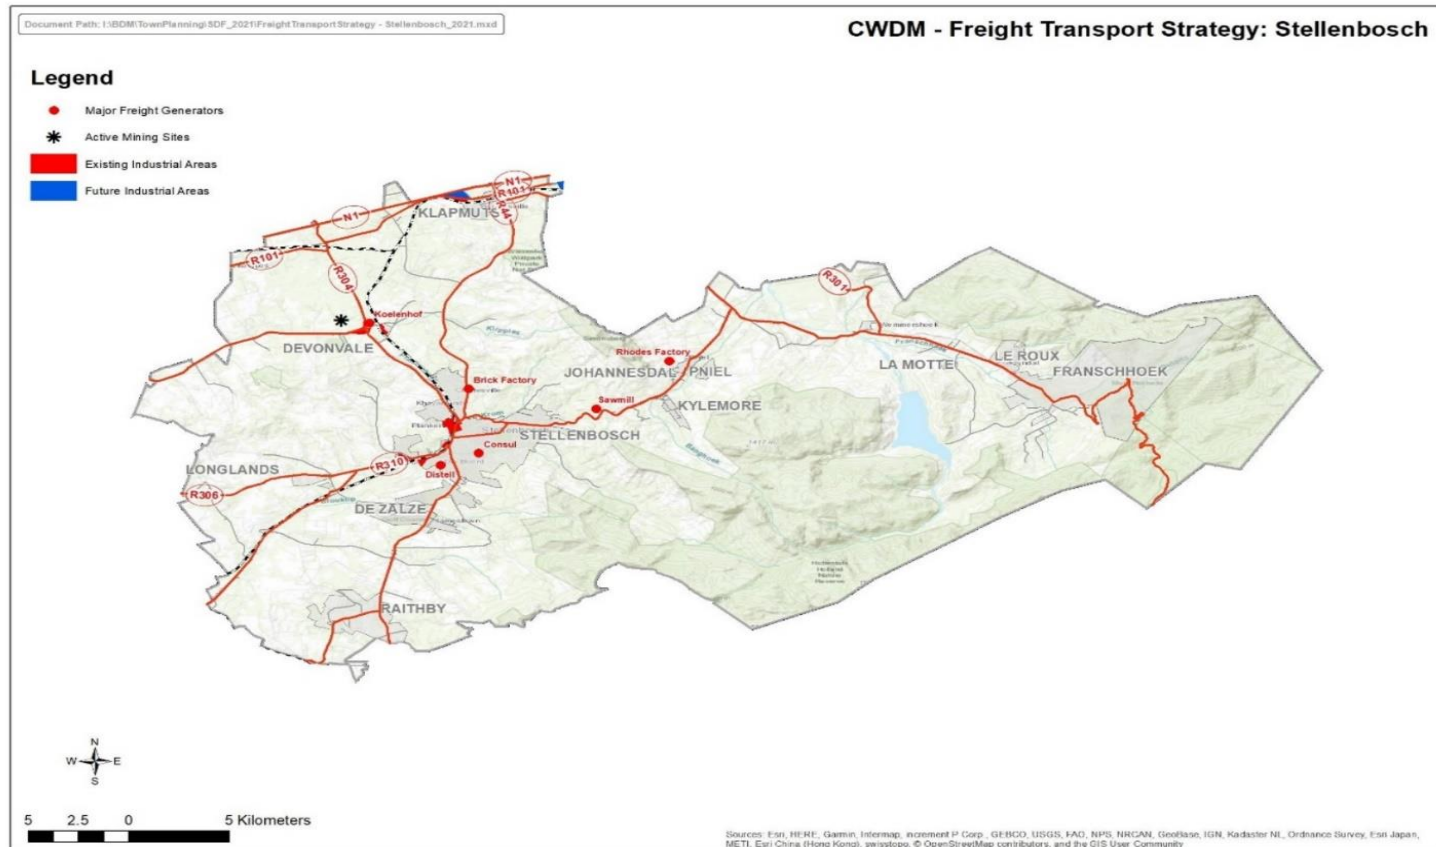 Document Path: I:\BDM\TownPlanning\SDF_2021\FreightTransportStrategy - Stellenbosch_2021.mxd
CWDM - Freight Transport Strategy: Stellenbosch
Legend
Major Freight Generators
Active Mining Sites
Existing Industrial Areas
Future Industrial Areas
N1
R101
N1
R44
KLAPMUTS
R101
R304
R301
Koelenhof
DEVONVALE
Rhodes Factory
JOHANNESDAL
PNIEL
LA MOTTE
LE ROUX
FRANSCHHOEK
Brick Factory
Sawmill
KYLEMORE
STELLENBOSCH
Consul
R310
Distell
LONGLANDS
R306
DE ZALZE
RAITHBY
N
W E
S
5 2.5 0 5 Kilometers
Sources: Esri, HERE, Garmin, Intermap, increment P Corp., GEBCO, USGS, FAO, NPS, NRCAN, GeoBase, IGN, Kadaster NL, Ordnance Survey, Esri Japan,
METI, Esri China (Hong Kong), swisstopo, © OpenStreetMap contributors, and the GIS User Community